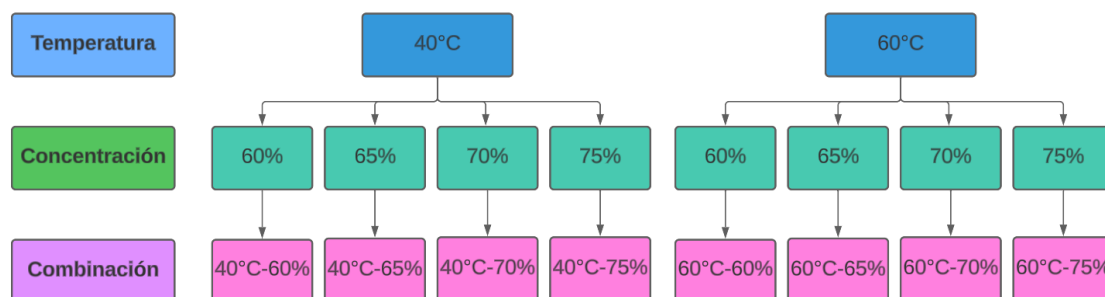 Temperatura 40°C 60°C
Concentración 60% 65% 70% 75% 60% 65% 70% 75%
Combinación 40°C-60% 40°C-65% 40°C-70% 40°C-75% 60°C-60% 60°C-65% 60°C-70% 60°C-75%